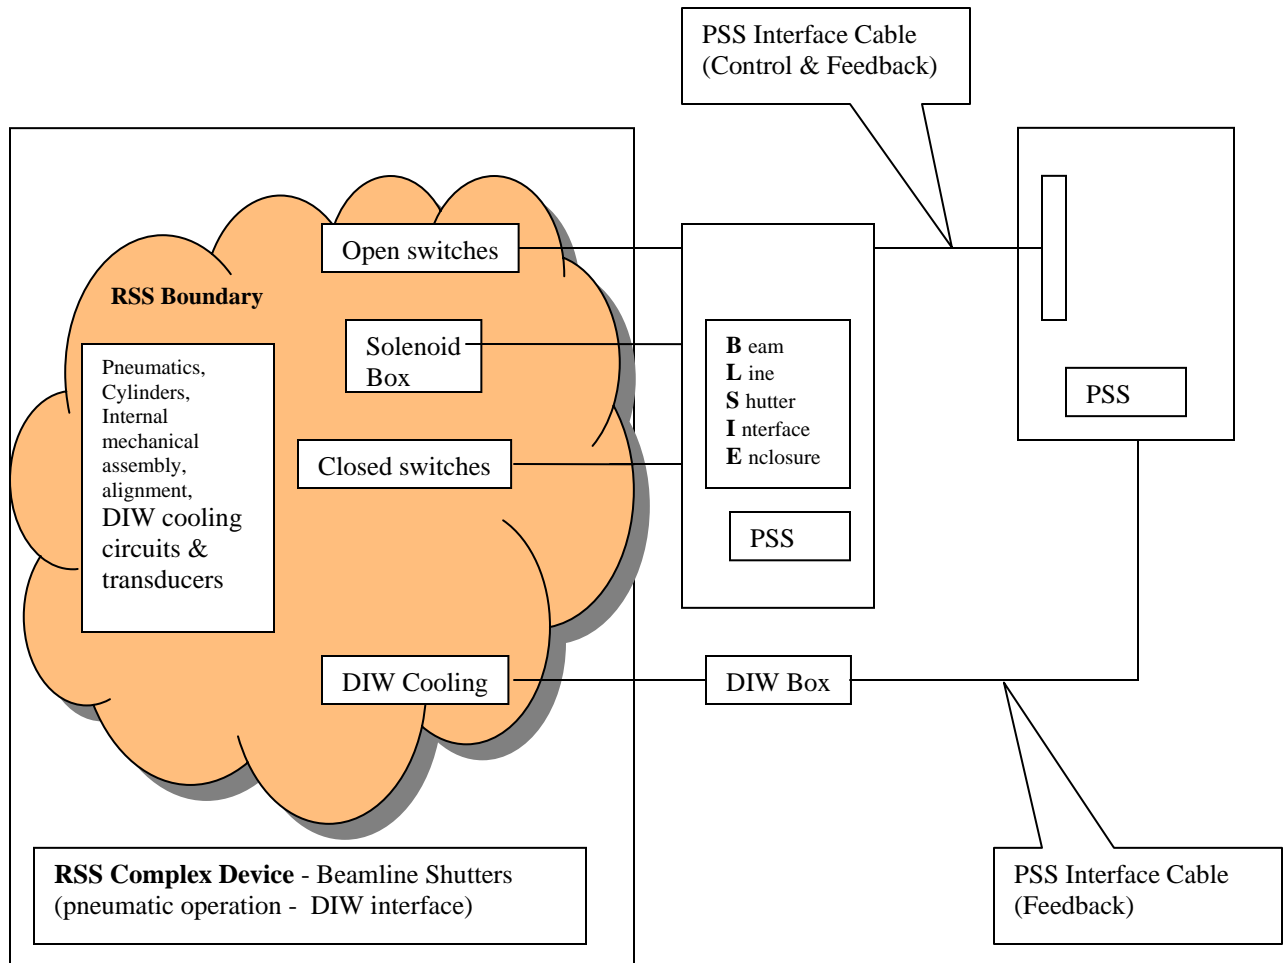 PSS Interface Cable
(Control & Feedback)
Open switches
RSS Boundary
Solenoid
Box
B eam
L ine
S hutter
I nterface
E nclosure
Pneumatics,
Cylinders,
Internal
mechanical
assembly,
alignment,
DIW cooling
circuits &
transducers
PSS
Closed switches
PSS
DIW Cooling
DIW Box
RSS Complex Device - Beamline Shutters
(pneumatic operation - DIW interface)
PSS Interface Cable
(Feedback)